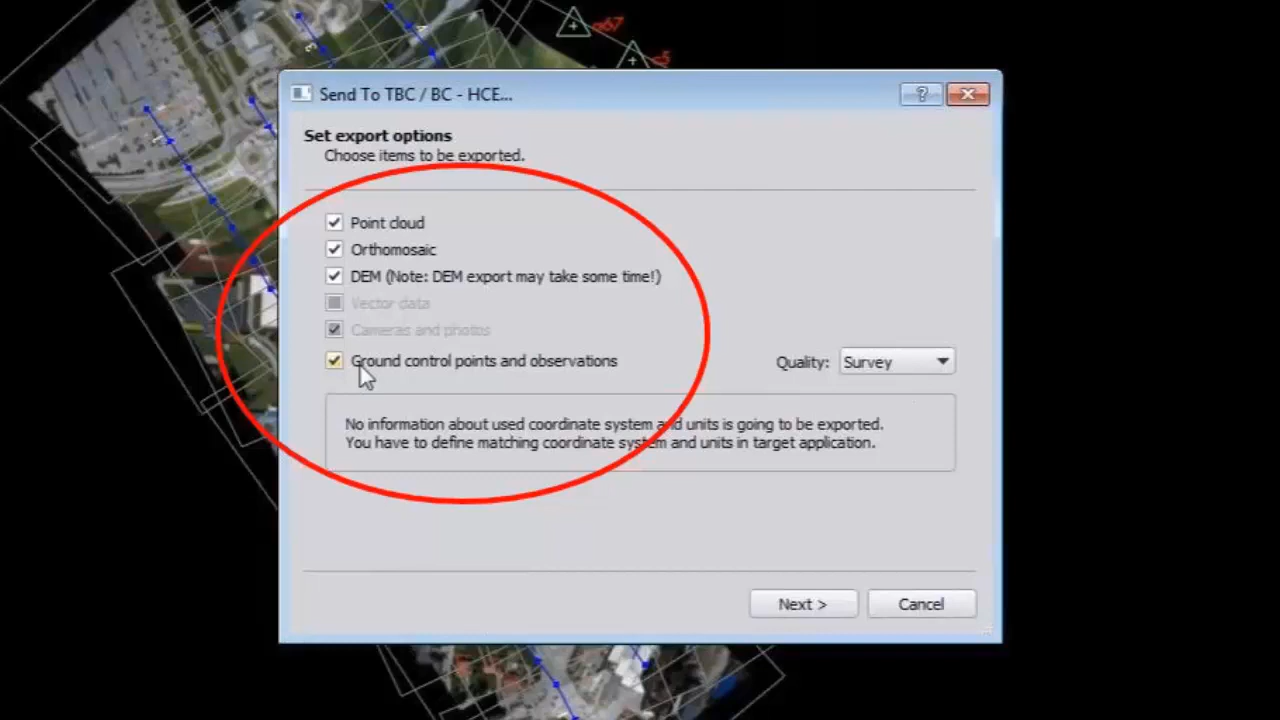 a67
Send To TBC / BC - HCE...
?
Set export options
Choose items to be exported.
Point cloud
Orthomosaic
DEM (Note: DEM export may take some time!)
Vector data
Cameras and photos
Ground control points and observations
Quality: Survey
No information about used coordinate system and units is going to be exported.
You have to define matching coordinate system and units in target application.
Next >
Cancel